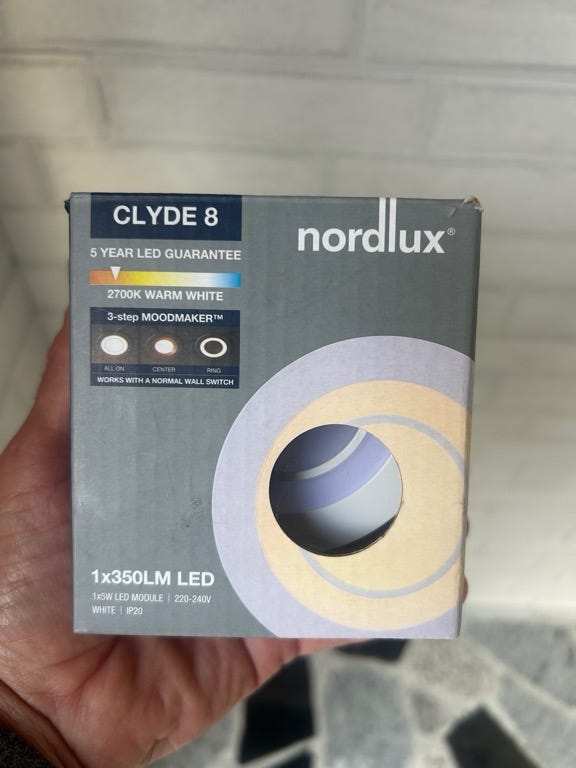 CLYDE 8
nordlux®
5 YEAR LED GUARANTEE
2700K WARM WHITE
3-step MOODMAKER™
ALL ON CENTER RING
WORKS WITH A NORMAL WALL SWITCH
1x350LM LED
1x5W LED MODULE | 220-240V
WHITE | IP20